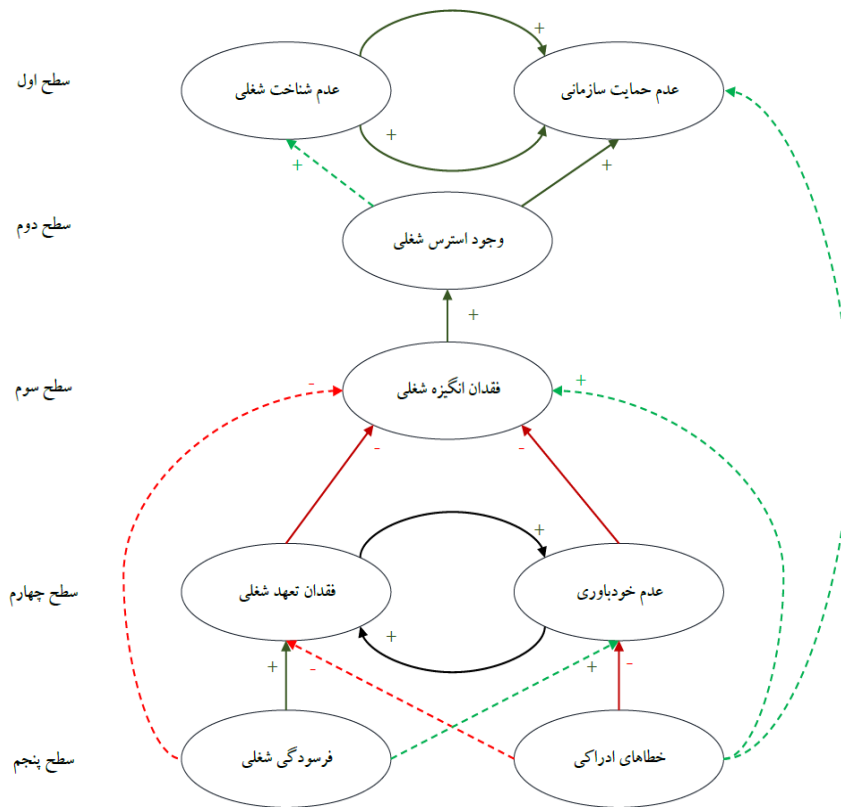 +
سطح اول
عدم حمایت سازمانی
عدم شناخت شغلی
+
+
+
سطح دوم
وجود استرس شغلی
+
سطح سوم
فقدان انگیزه شغلی
+
-
-
-
+
سطح چهارم
عدم خودباوری
فقدان تعهد شغلی
+
-
+
-
+
سطح پنجم
خطاهای ادراکی
فرسودگی شغلی